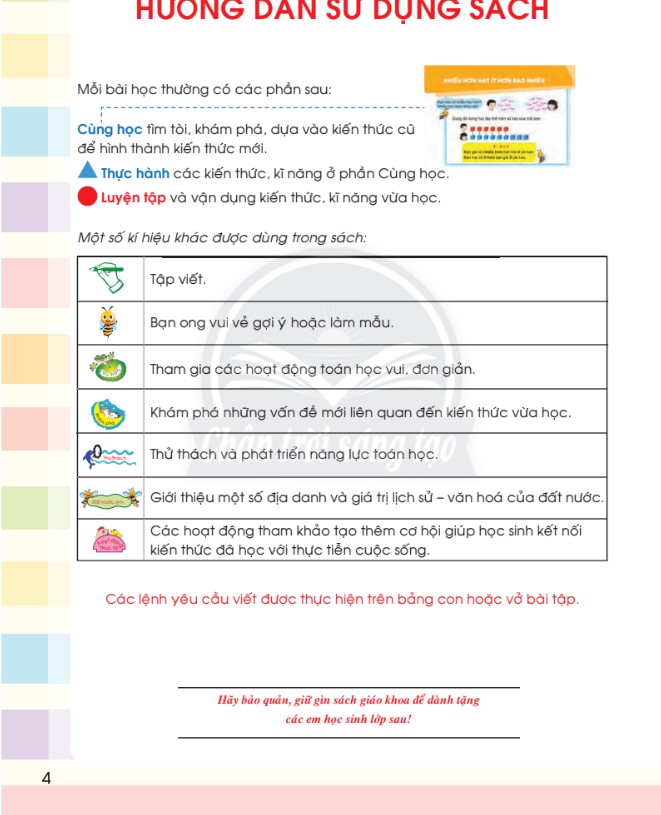 HƯỚNG DẪN SỬ DỤNG SÁCH
Mỗi bài học thường có các phần sau:
NHIỀU HƠN HAY ÍT HƠN BAO NHIÊU
Cùng học tìm tòi, khám phá, dựa vào kiến thức cũ
để hình thành kiến thức mới.
Thực hành các kiến thức, kĩ năng ở phần Cùng học.
Luyện tập và vận dụng kiến thức, kĩ năng vừa học.
Một số kí hiệu khác được dùng trong sách:
Tập viết.
Bạn ong vui vẻ gợi ý hoặc làm mẫu.
Tham gia các hoạt động toán học vui, đơn giản.
Khám phá những vấn đề mới liên quan đến kiến thức vừa học.
Chân trời sáng tạo
Thử thách
Thử thách và phát triển năng lực toán học.
Giới thiệu một số địa danh và giá trị lịch sử – văn hoá của đất nước.
Các hoạt động tham khảo tạo thêm cơ hội giúp học sinh kết nối
kiến thức đã học với thực tiễn cuộc sống.
Các lệnh yêu cầu viết được thực hiện trên bảng con hoặc vở bài tập.
Hãy bảo quản, giữ gìn sách giáo khoa để dành tặng
các em học sinh lớp sau!
4